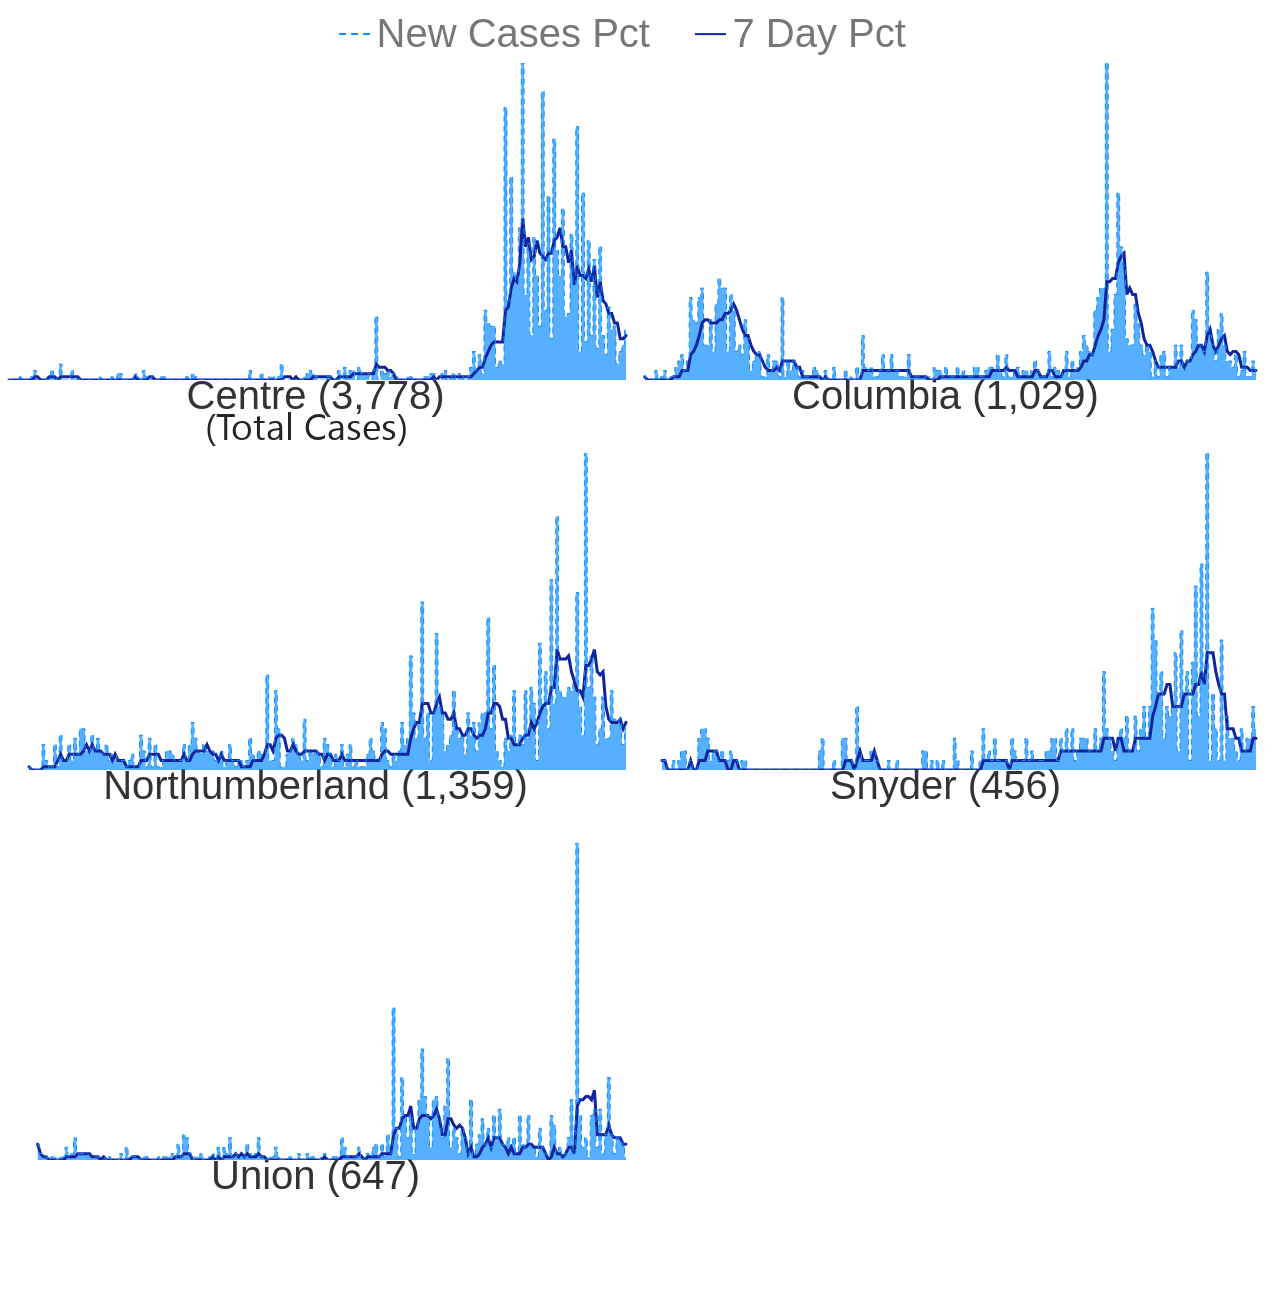 New Cases Pct 7 Day Pct
Centre (3,778) Columbia (1,029)
(Total Cases)
Northumberland (1,359) Snyder (456)
Union (647)